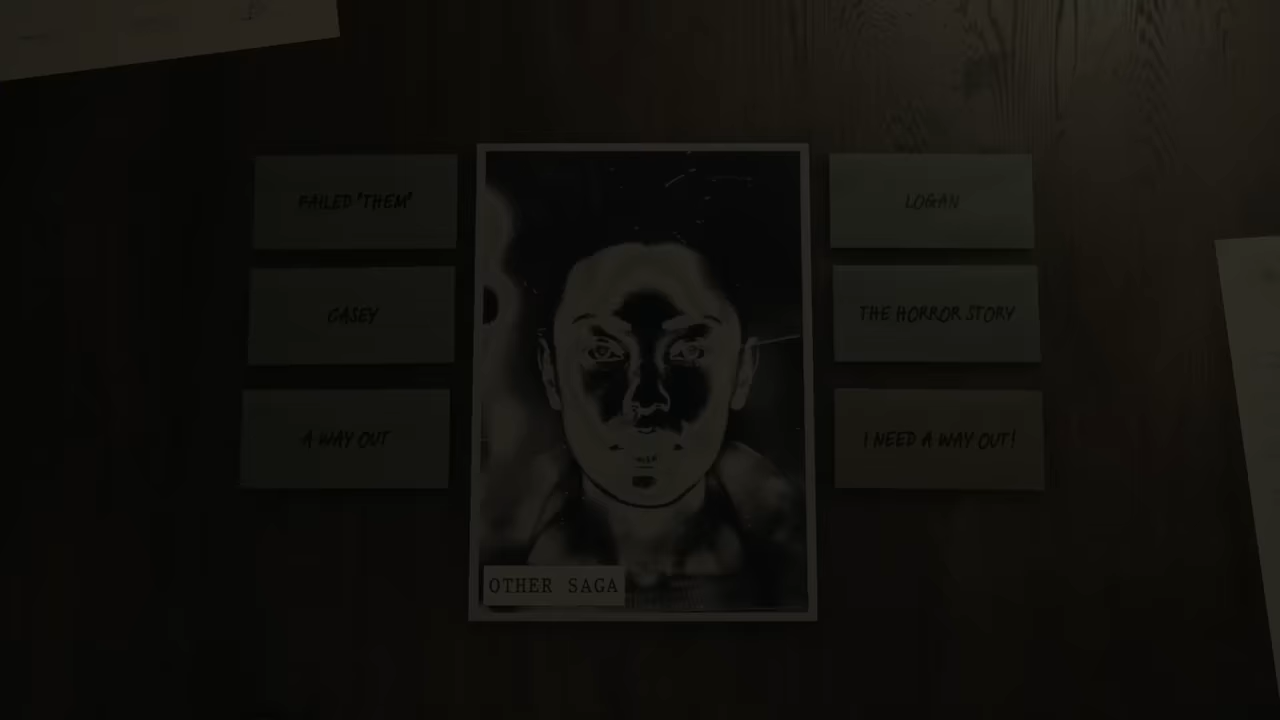 FAILED 'THEM'
CASEY
A WAY OUT
OTHER SAGA
LOGAN
THE HORROR STORY
I NEED A WAY OUT!